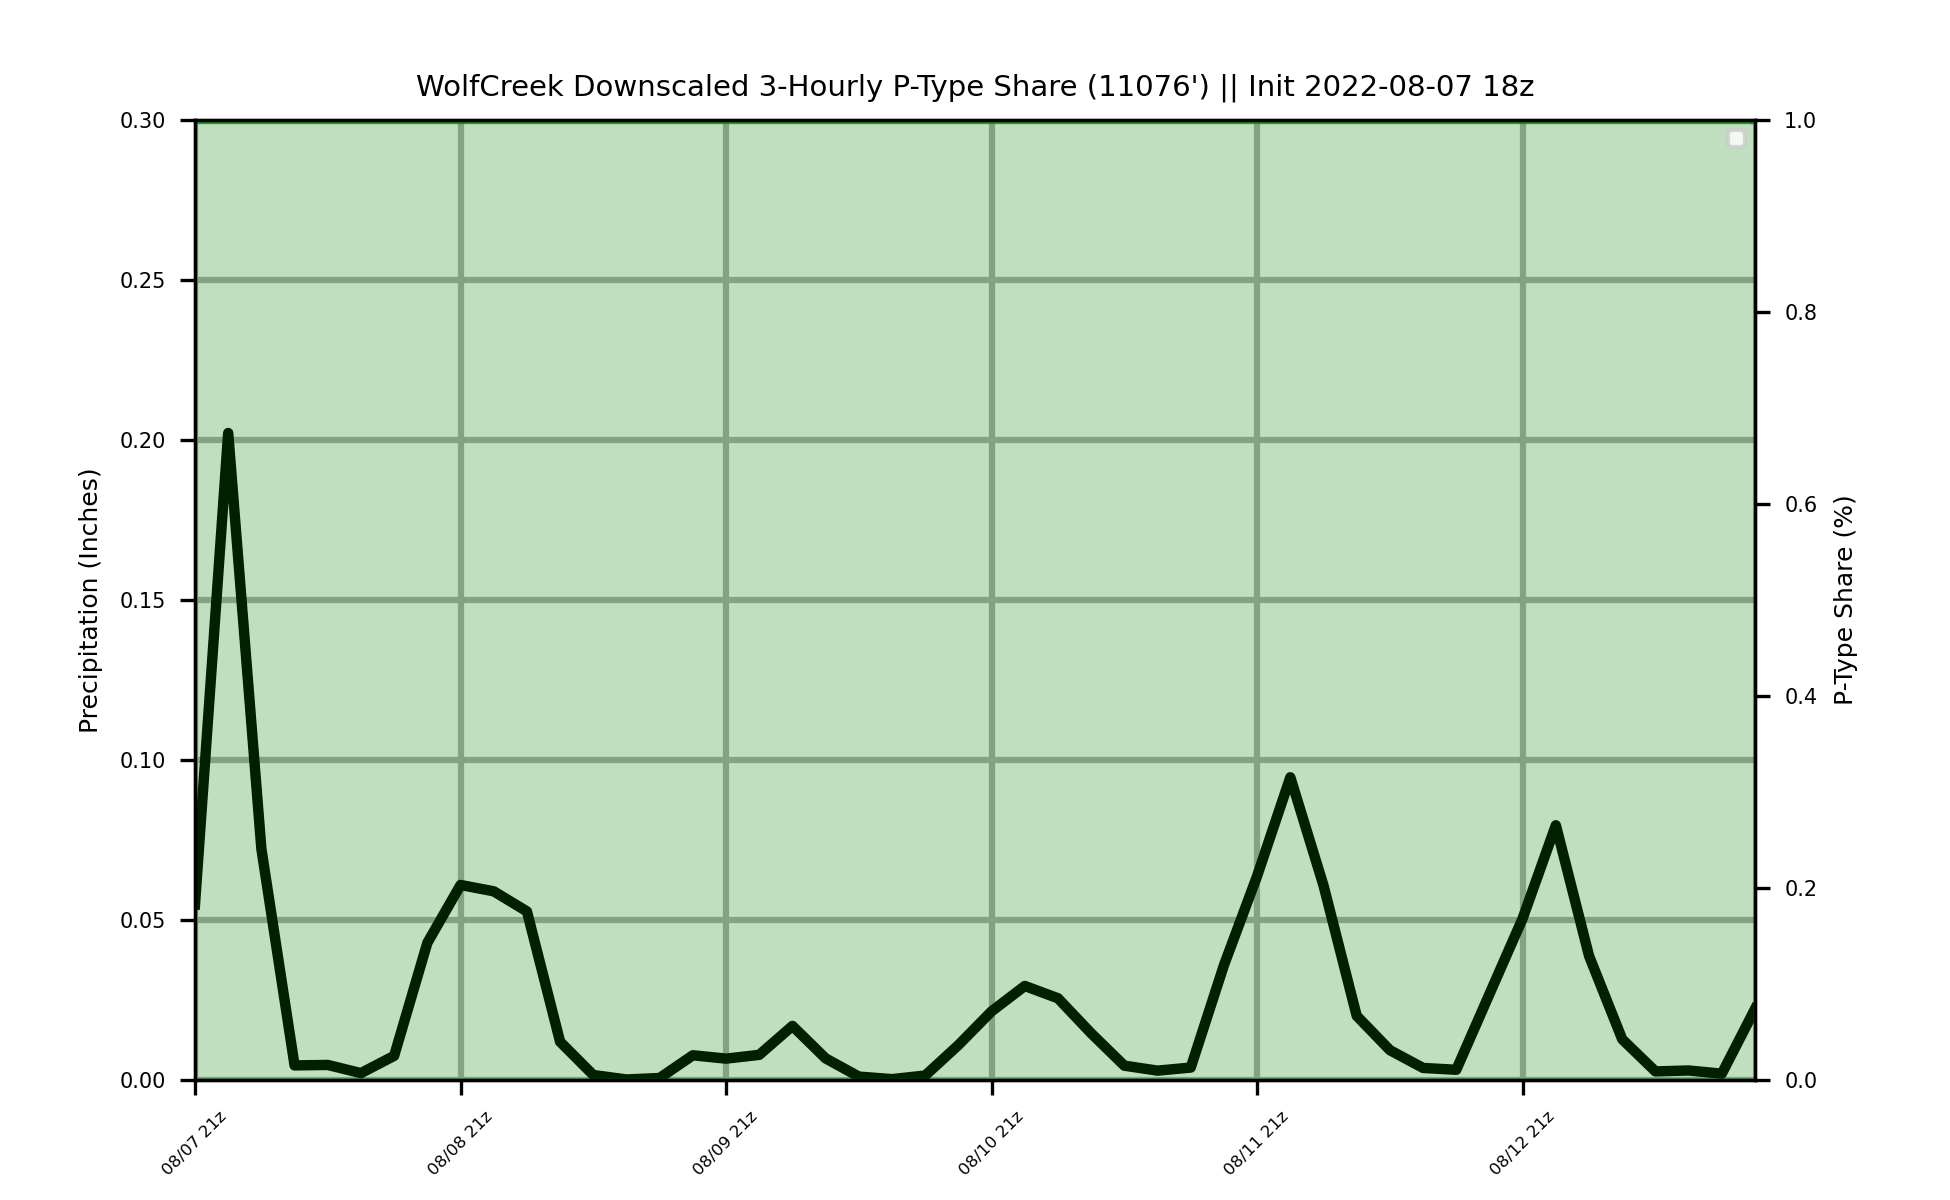 WolfCreek Downscaled 3-Hourly P-Type Share (11076') || Init 2022-08-07 18z
0.30
0.25
0.20
0.15
0.10
0.05
0.00
Precipitation (Inches)
1.0
0.8
0.6
0.4
0.2
0.0
P-Type Share (%)
08/07 21z
08/08 21z
08/09 21z
08/10 21z
08/11 21z
08/12 21z